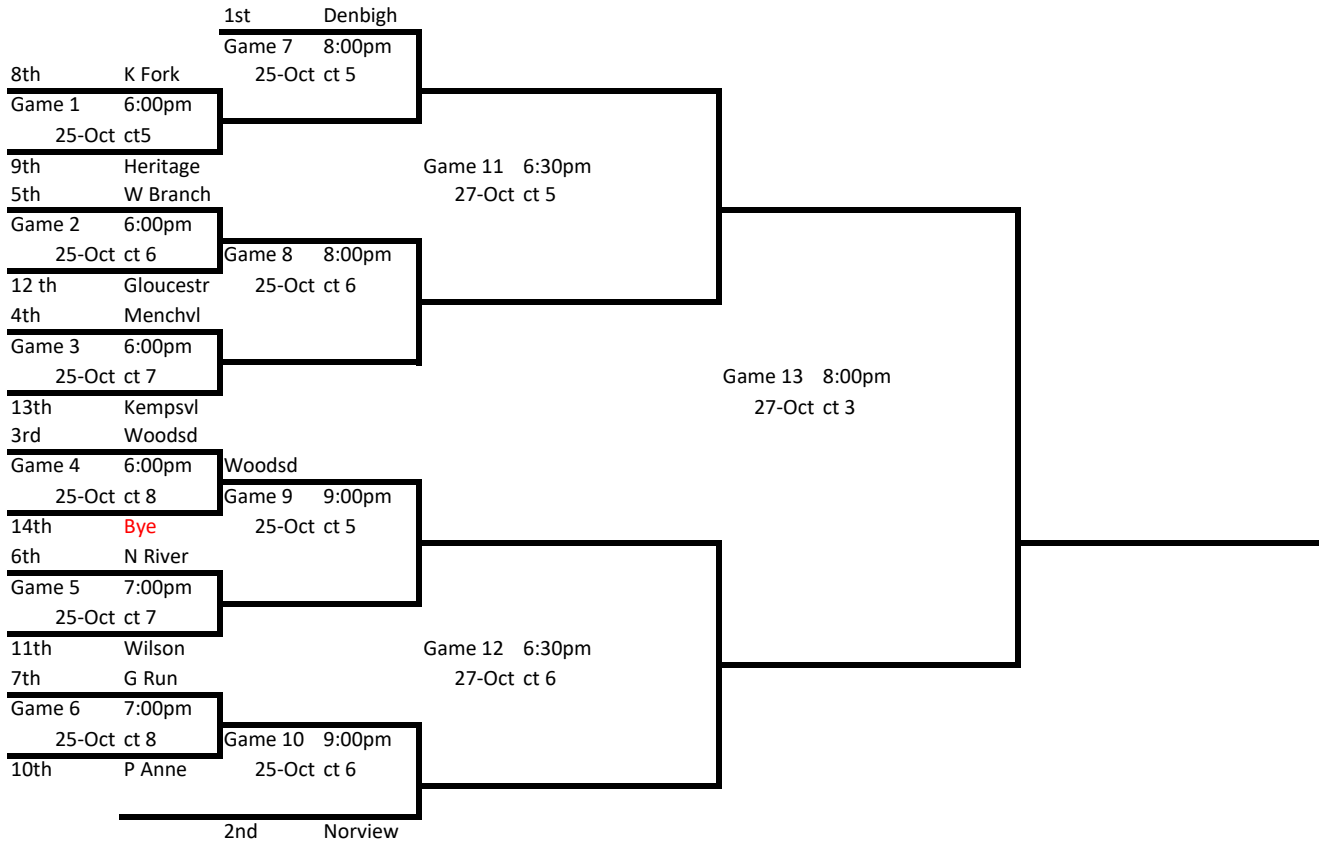 1st Denbigh
Game 7 8:00pm
8th K Fork 25-Oct ct 5
Game 1 6:00pm
25-Oct ct5
9th Heritage Game 11 6:30pm
5th W Branch 27-Oct ct 5
Game 2 6:00pm
25-Oct ct 6 Game 8 8:00pm
12 th Gloucestr 25-Oct ct 6
4th Menchvl
Game 3 6:00pm
25-Oct ct 7 Game 13 8:00pm
13th Kempsvl 27-Oct ct 3
3rd Woodsd
Game 4 6:00pm Woodsd
25-Oct ct 8 Game 9 9:00pm
14th Bye 25-Oct ct 5
6th N River
Game 5 7:00pm
25-Oct ct 7
11th Wilson Game 12 6:30pm
7th G Run 27-Oct ct 6
Game 6 7:00pm
25-Oct ct 8 Game 10 9:00pm
10th P Anne 25-Oct ct 6
2nd Norview